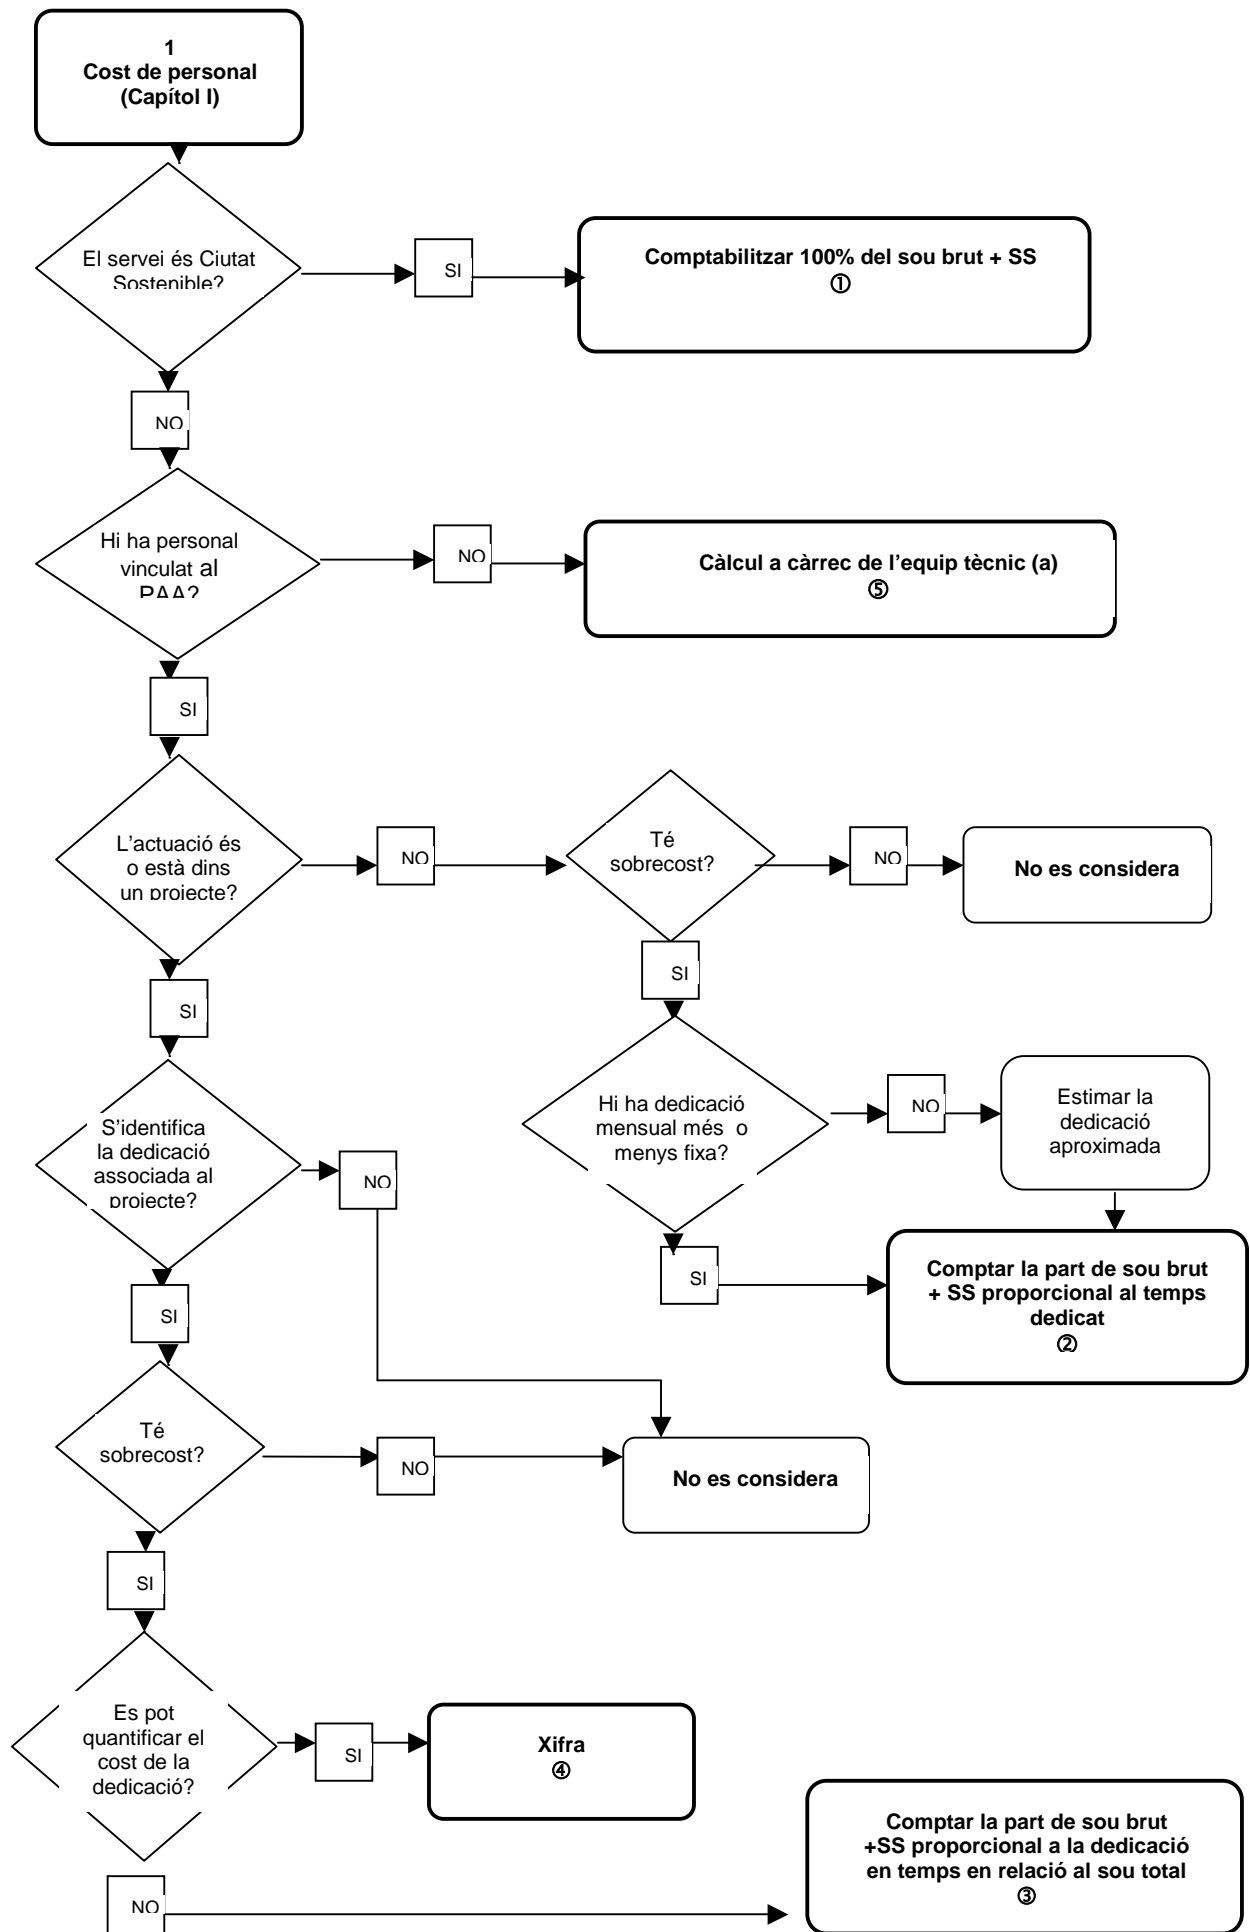 1
Cost de personal
(Capítol I)
El servei és Ciutat
Sostenible?
SI
Comptabilitzar 100% del sou brut + SS
①
NO
Hi ha personal
vinculat al
PAA?
NO
Càlcul a càrrec de l'equip tècnic (a)
⑤
SI
L'actuació és
o està dins
un projecte?
NO
Té
sobrecost?
NO
No es considera
SI
SI
S'identifica
la dedicació
associada al
projecte?
NO
Hi ha dedicació
mensual més o
menys fixa?
NO
Estimar la
dedicació
aproximada
SI
Comptar la part de sou brut
+ SS proporcional al temps
dedicat
②
SI
Té
sobrecost?
NO
No es considera
SI
Es pot
quantificar el
cost de la
dedicació?
SI
Xifra
④
NO
Comptar la part de sou brut
+SS proporcional a la dedicació
en temps en relació al sou total
③